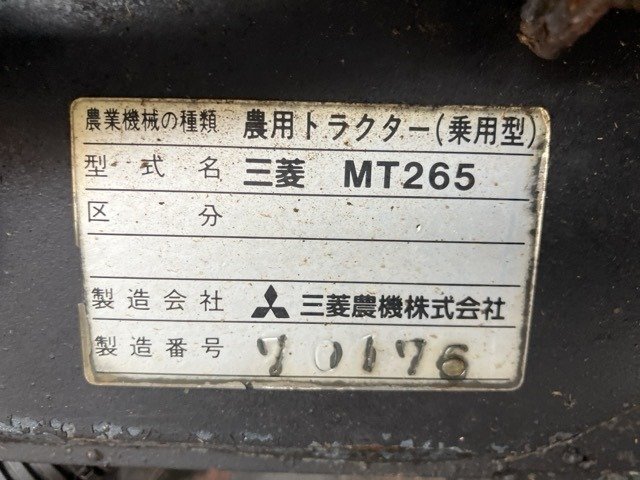 農業機械の種類 農用トラクター(乗用型)
型式名 三菱 MT265
区分
製造会社 三菱農機株式会社
製造番号 70176